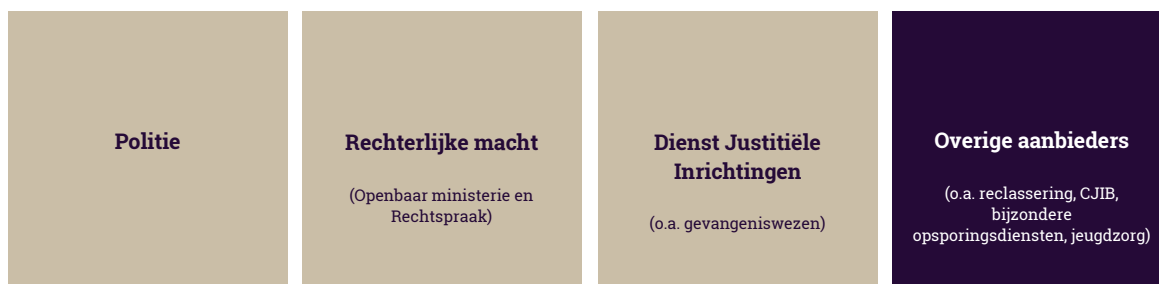 Politie
Rechterlijke macht
(Openbaar ministerie en
Rechtspraak)
Dienst Justitiële
Inrichtingen
(o.a. gevangeniswezen)
Overige aanbieders
(o.a. reclassering, CJIB,
bijzondere
opsporingsdiensten, jeugdzorg)